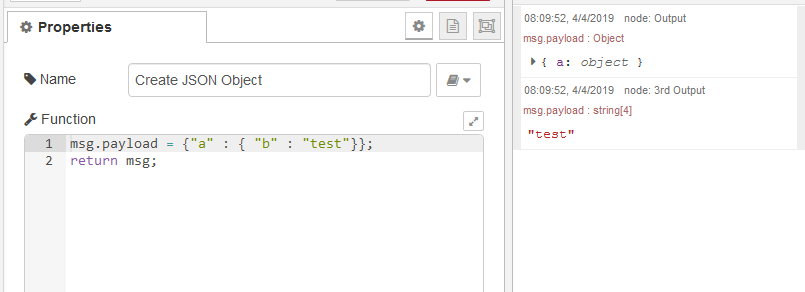 Properties
Name
Create JSON Object
Function
1 msg.payload = {"a" : { "b" : "test"}};
2 return msg;
08:09:52, 4/4/2019 node: Output
msg.payload : Object
{ a: object }
08:09:52, 4/4/2019 node: 3rd Output
msg.payload : string[4]
"test"